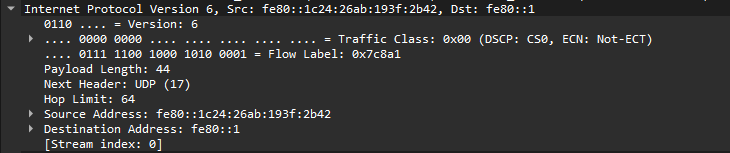 Internet Protocol Version 6, Src: fe80::1c24:26ab:193f:2b42, Dst: fe80::1
0110 .... = Version: 6
.... 0000 0000 .... .... .... .... .... = Traffic Class: 0x00 (DSCP: CS0, ECN: Not-ECT)
.... 0111 1100 1000 1010 0001 = Flow Label: 0x7c8a1
Payload Length: 44
Next Header: UDP (17)
Hop Limit: 64
Source Address: fe80::1c24:26ab:193f:2b42
Destination Address: fe80::1
[Stream index: 0]